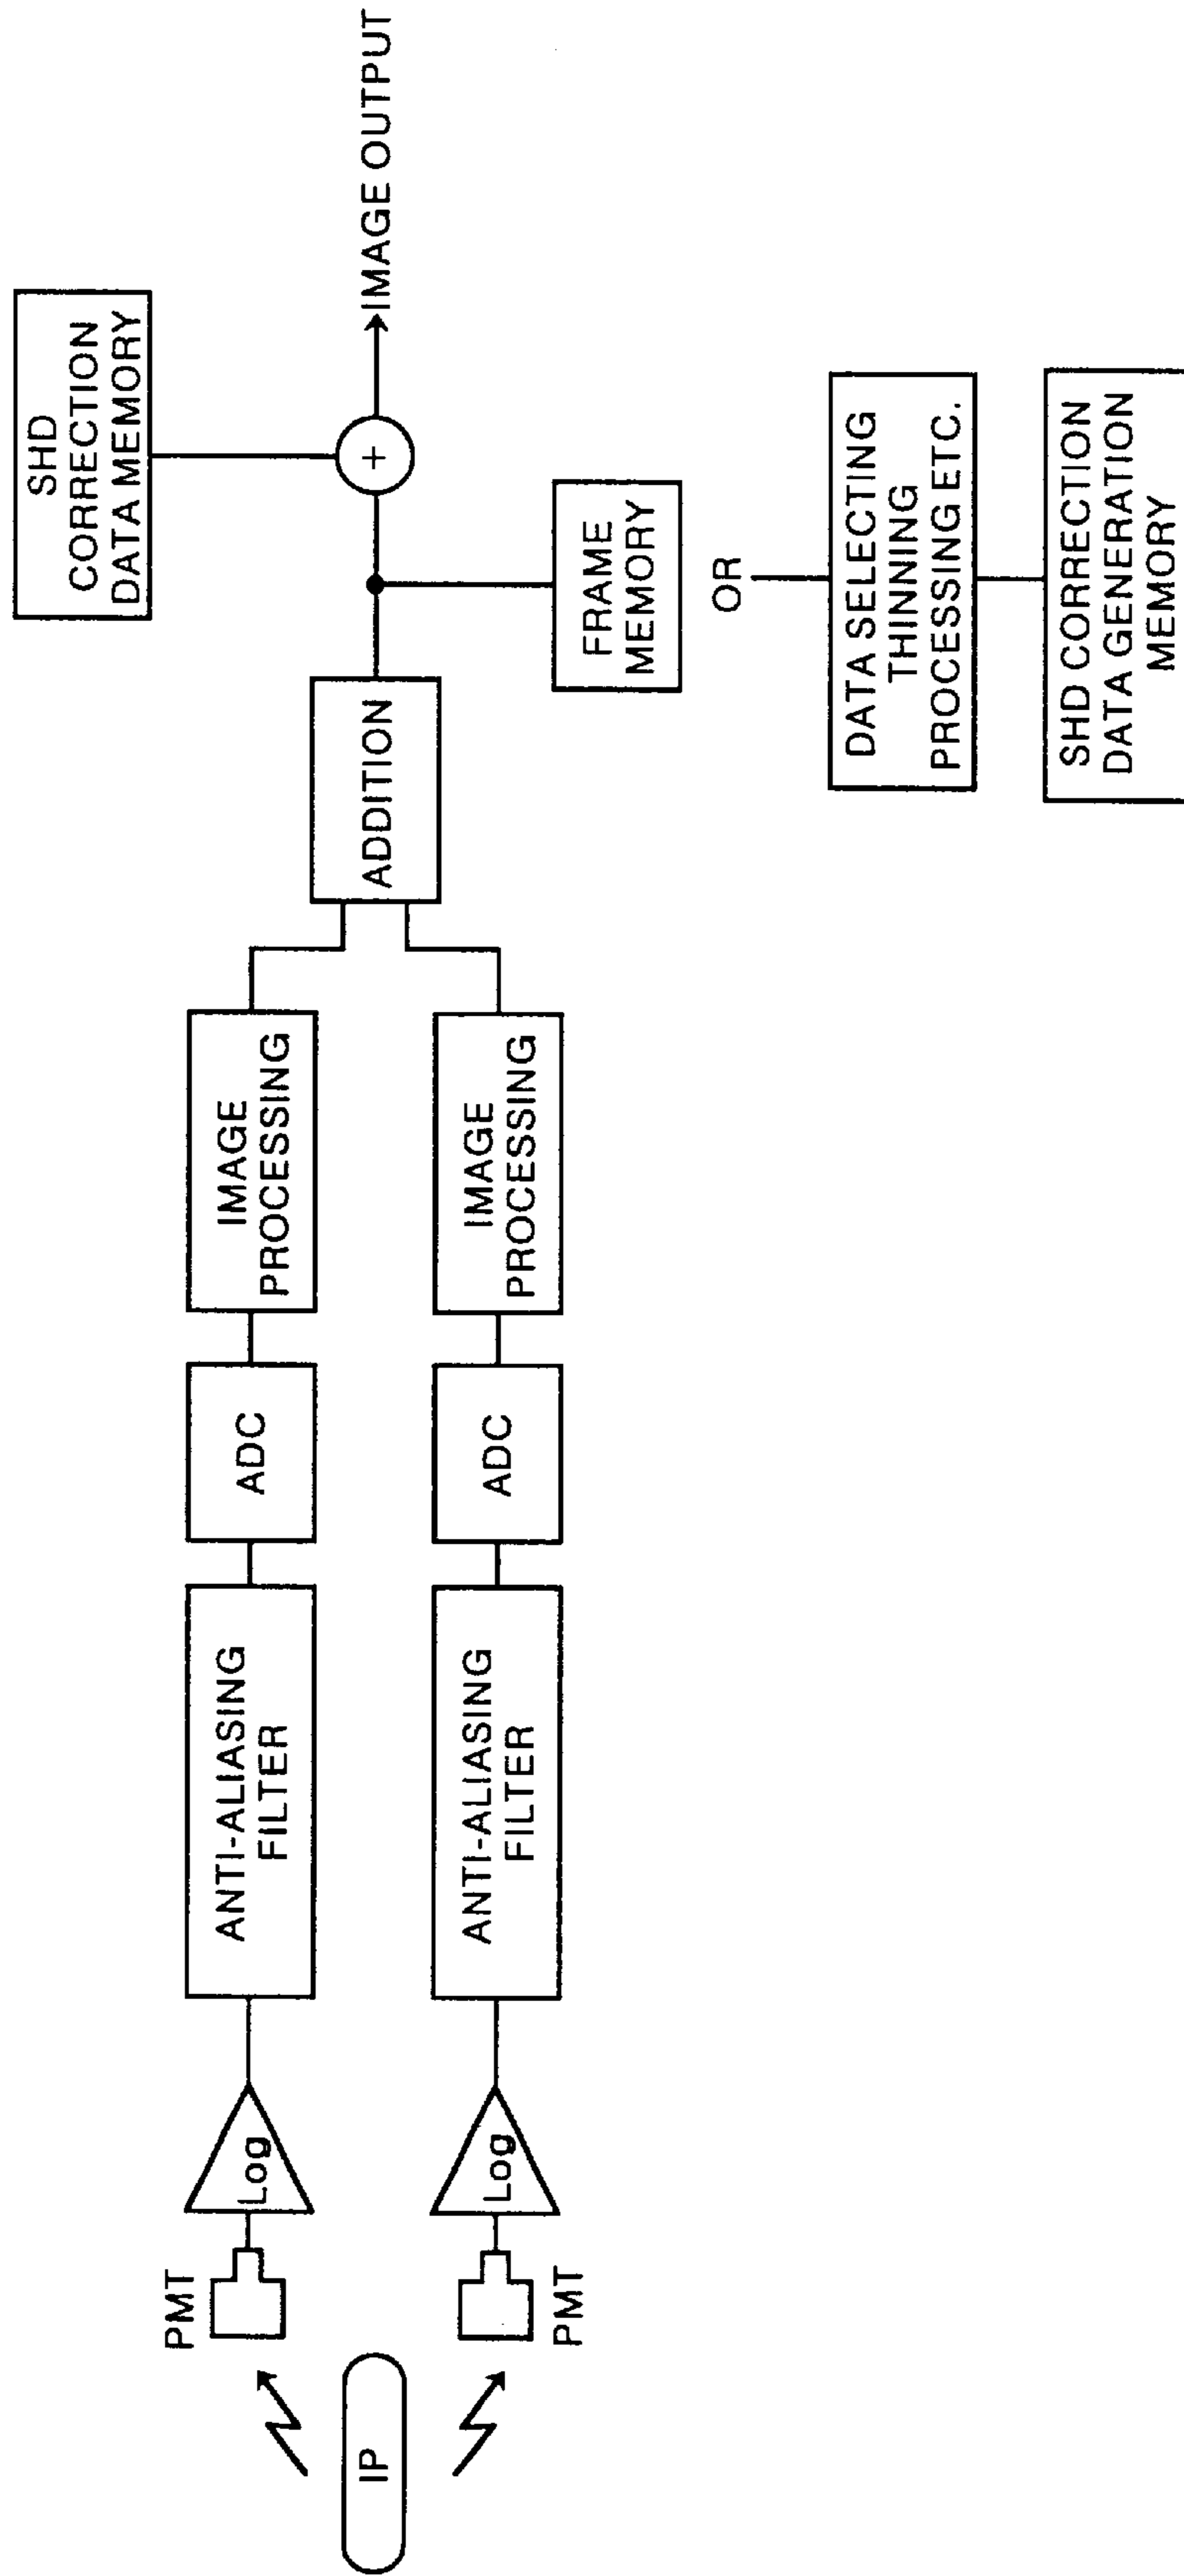 IP
PMT
Log
ANTI-ALIASING
FILTER
ADC
IMAGE
PROCESSING
PMT
Log
ANTI-ALIASING
FILTER
ADC
IMAGE
PROCESSING
ADDITION
SHD
CORRECTION
DATA MEMORY
+
IMAGE OUTPUT
FRAME
MEMORY
OR
DATA SELECTING
THINNING
PROCESSING ETC.
SHD CORRECTION
DATA GENERATION
MEMORY